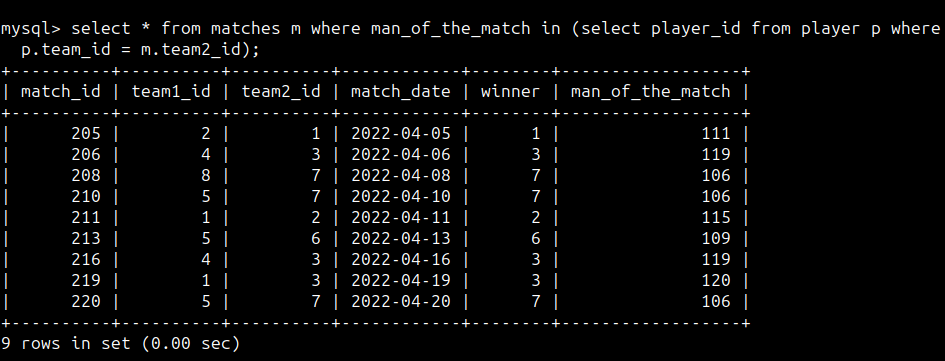 mysql> select * from matches m where man_of_the_match in (select player_id from player p where
  p.team_id = m.team2_id);
+----------+----------+----------+------------+--------+------------------+
| match_id | team1_id | team2_id | match_date | winner | man_of_the_match |
+----------+----------+----------+------------+--------+------------------+
|      205 |        2 |        1 | 2022-04-05 |      1 |              111 |
|      206 |        4 |        3 | 2022-04-06 |      3 |              119 |
|      208 |        8 |        7 | 2022-04-08 |      7 |              106 |
|      210 |        5 |        7 | 2022-04-10 |      7 |              106 |
|      211 |        1 |        2 | 2022-04-11 |      2 |              115 |
|      213 |        5 |        6 | 2022-04-13 |      6 |              109 |
|      216 |        4 |        3 | 2022-04-16 |      3 |              119 |
|      219 |        1 |        3 | 2022-04-19 |      3 |              120 |
|      220 |        5 |        7 | 2022-04-20 |      7 |              106 |
+----------+----------+----------+------------+--------+------------------+
9 rows in set (0.00 sec)